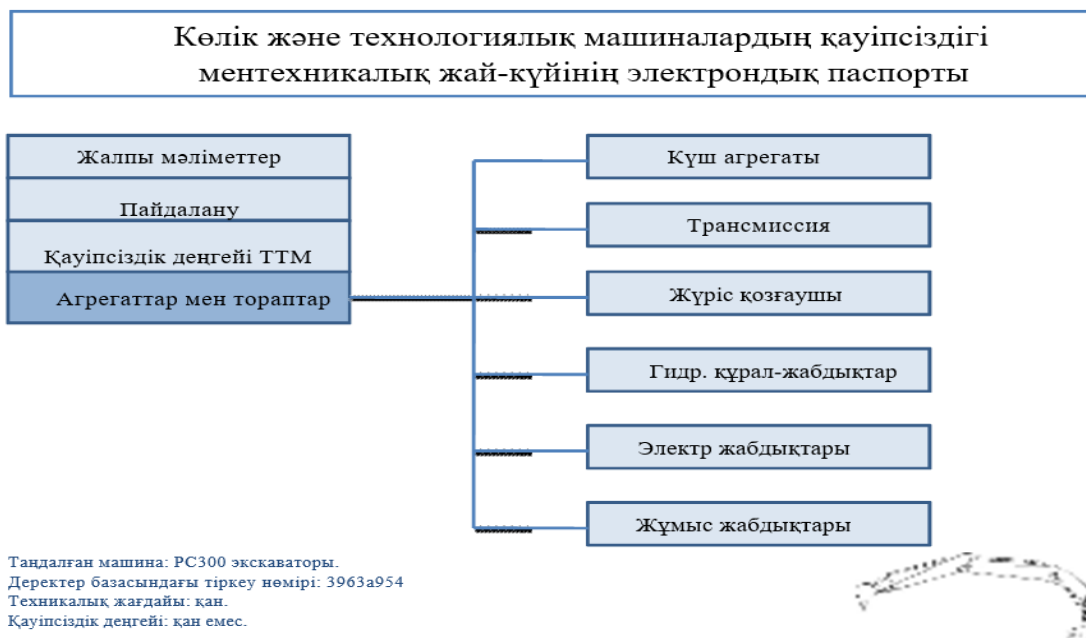 Көлік және технологиялық машиналардың қауіпсіздігі
ментехникалық жай-күйінің электрондық паспорты
Жалпы мәліметтер
Пайдалану
Қауіпсіздік деңгейі ТТМ
Агрегаттар мен тораптар
Күш агрегаты
Трансмиссия
Жүріс қозғаушы
Гидр. құрал-жабдықтар
Электр жабдықтары
Жұмыс жабдықтары
Таңдалған машина: РС300 экскаваторы.
Деректер базасындағы тіркеу нөмірі: 3963а954
Техникалық жағдайы: қан.
Қауіпсіздік деңгейі: қан емес.